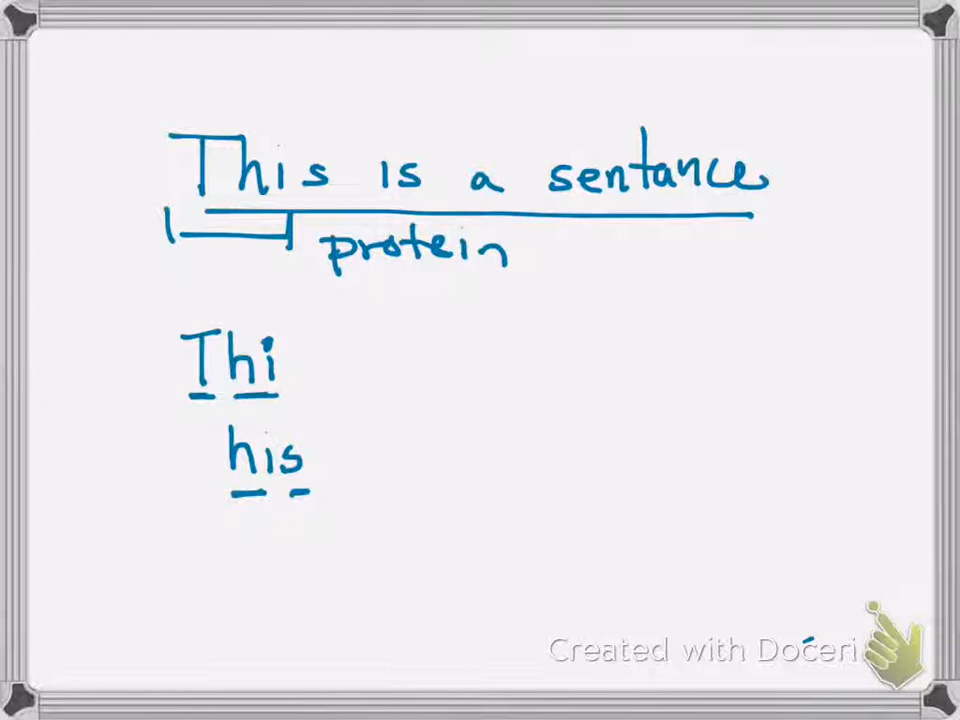 This is a sentance
protein
Thi
his
Created with Doceri